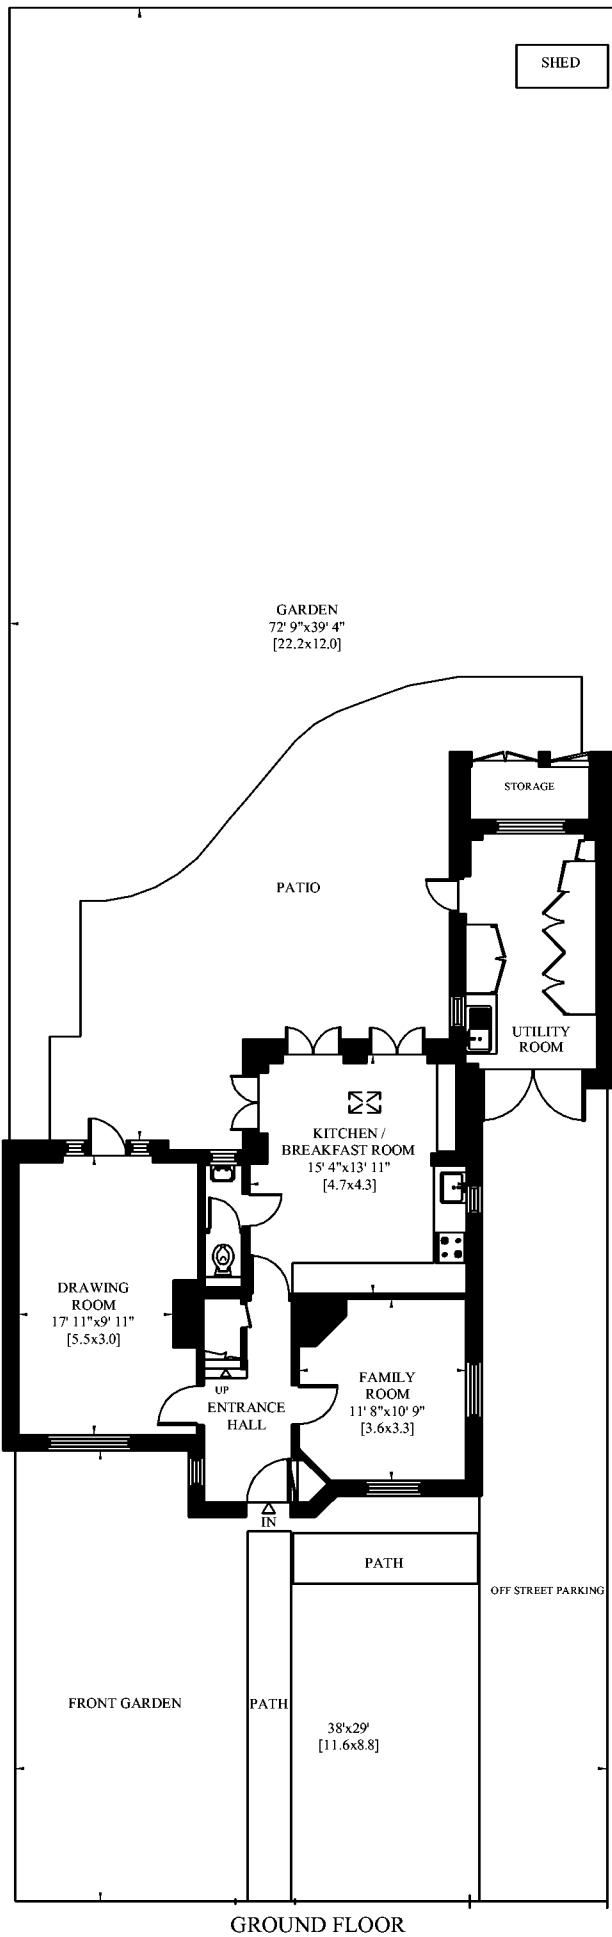 SHED
GARDEN
72' 9"x39' 4"
[22.2x12.0]
STORAGE
PATIO
UTILITY
ROOM
KITCHEN /
BREAKFAST ROOM
15' 4"x13' 11"
[4.7x4.3]
DRAWING
ROOM
17' 11"x9' 11"
[5.5x3.0]
FAMILY
ROOM
11' 8"x10' 9"
[3.6x3.3]
UP
ENTRANCE
HALL
IN
PATH
OFF STREET PARKING
FRONT GARDEN
PATH
38'x29'
[11.6x8.8]
GROUND FLOOR